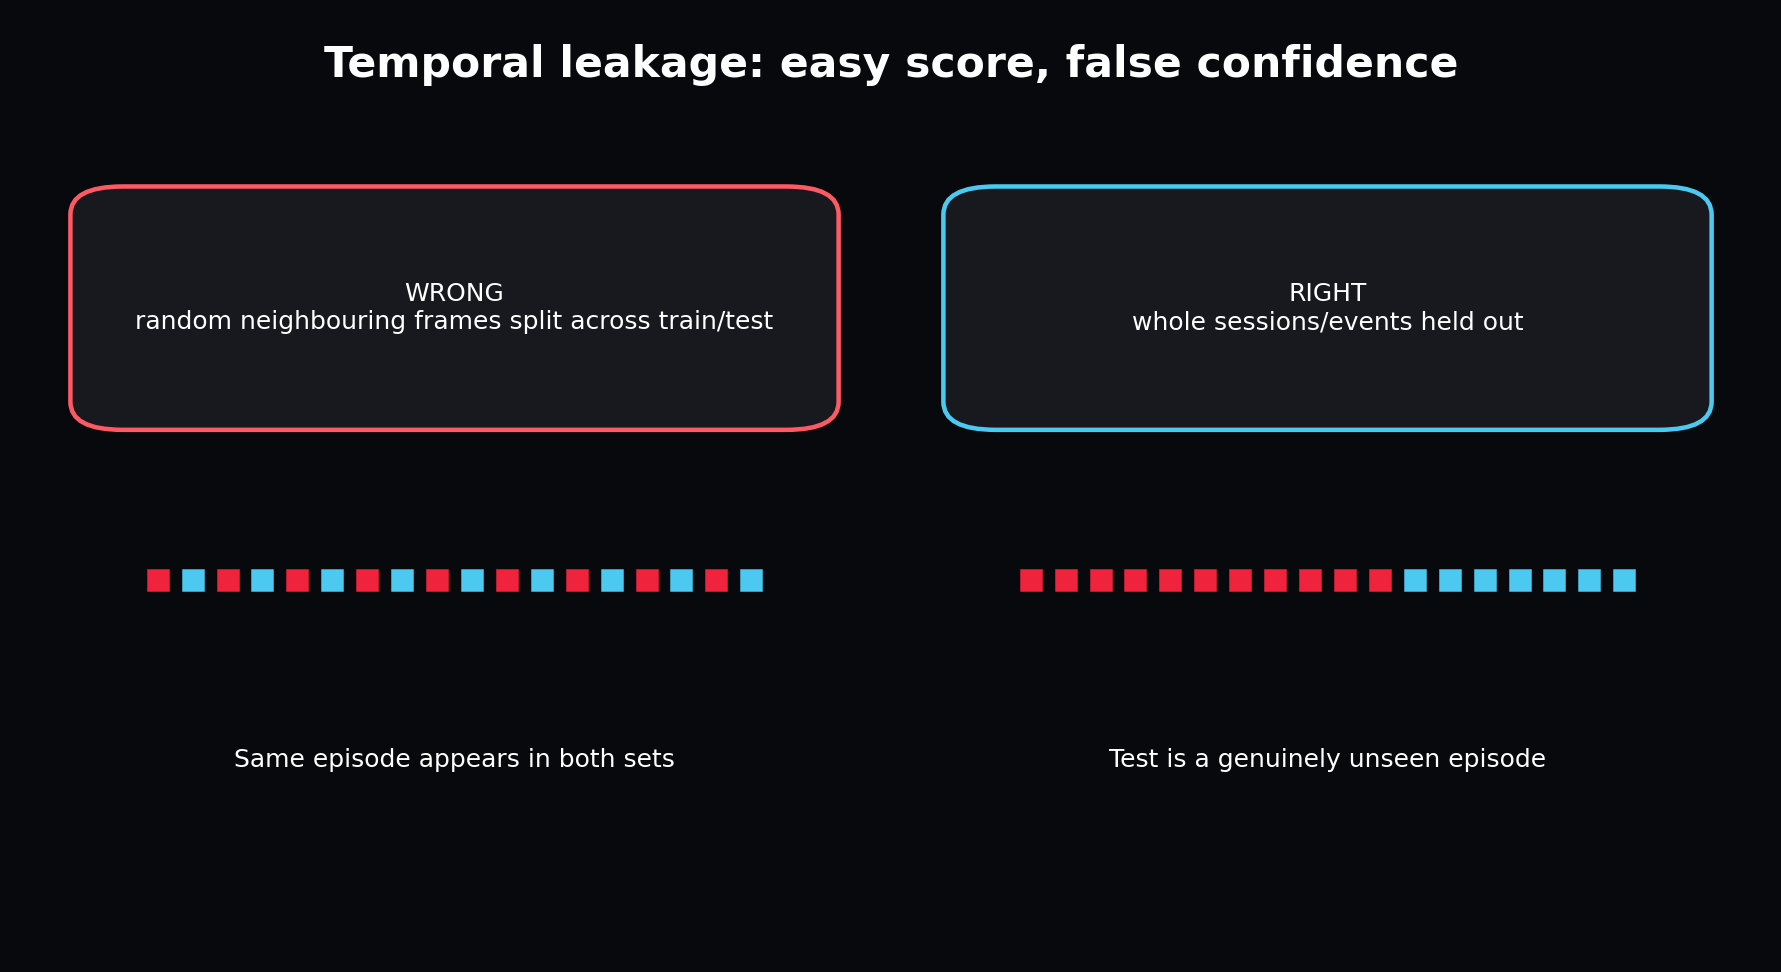 Temporal leakage: easy score, false confidence
WRONG
random neighbouring frames split across train/test
RIGHT
whole sessions/events held out
Same episode appears in both sets
Test is a genuinely unseen episode